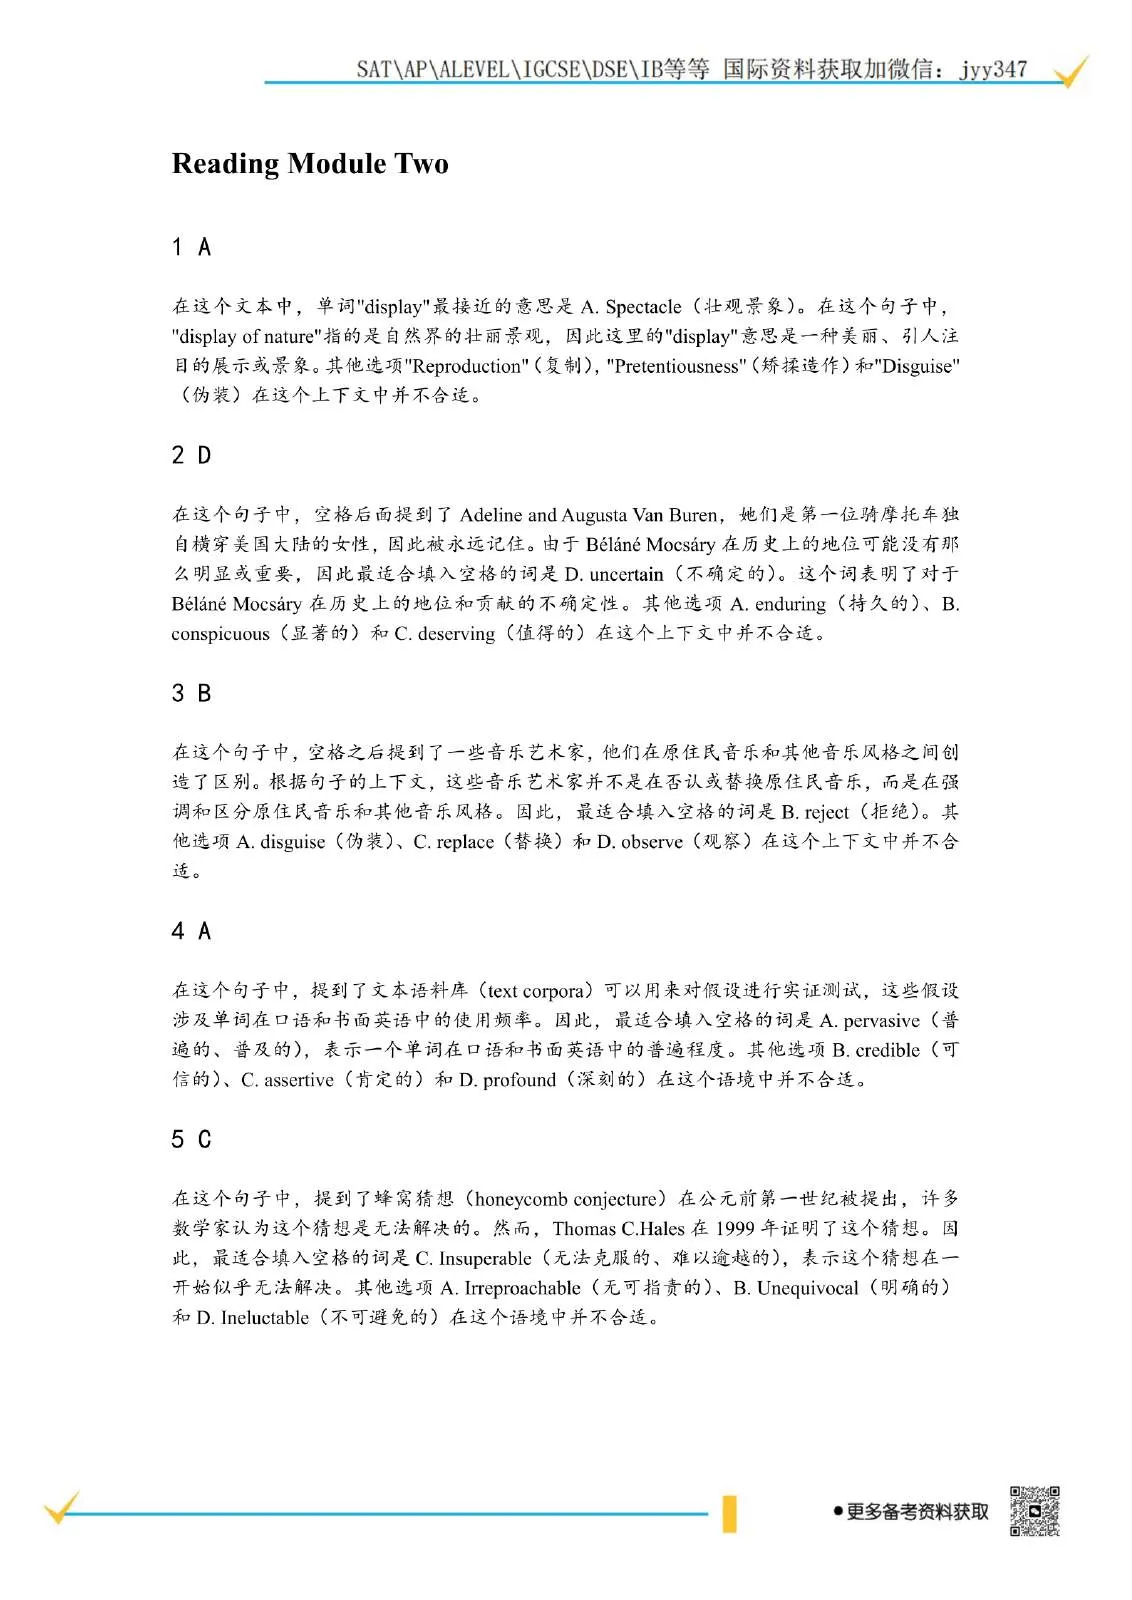 SAT\AP\ALEVEL\IGCSE\DSE\IB等等 国际资料获取加微信：jyy347
Reading Module Two
1 A
在这个文本中，单词"display"最接近的意思是 A. Spectacle（壮观景象）。在这个句子中，
"display of nature"指的是自然界的壮丽景观，因此这里的"display"意思是一种美丽、引人注
目的展示或景象。其他选项"Reproduction"（复制），"Pretentiousness"（矫揉造作）和"Disguise"
（伪装）在这个上下文中并不合适。
2 D
在这个句子中，空格后面提到了 Adeline and Augusta Van Buren，她们是第一位骑摩托车独
自横穿美国大陆的女性，因此被永远记住。由于 Béláné Mocsáry 在历史上的地位可能没有那
么明显或重要，因此最适合填入空格的词是 D. uncertain（不确定的）。这个词表明了对于
Béláné Mocsáry 在历史上的地位和贡献的不确定性。其他选项 A. enduring（持久的）、B.
conspicuous（显著的）和 C. deserving（值得的）在这个上下文中并不合适。
3 B
在这个句子中，空格之后提到了一些音乐艺术家，他们在原住民音乐和其他音乐风格之间创
造了区别。根据句子的上下文，这些音乐艺术家并不是在否认或替换原住民音乐，而是在强
调和区分原住民音乐和其他音乐风格。因此，最适合填入空格的词是 B. reject（拒绝）。其
他选项 A. disguise（伪装）、C. replace（替换）和 D. observe（观察）在这个上下文中并不合
适。
4 A
在这个句子中，提到了文本语料库（text corpora）可以用来对假设进行实证测试，这些假设
涉及单词在口语和书面英语中的使用频率。因此，最适合填入空格的词是 A. pervasive（普
遍的、普及的），表示一个单词在口语和书面英语中的普遍程度。其他选项 B. credible（可
信的）、C. assertive（肯定的）和 D. profound（深刻的）在这个语境中并不合适。
5 C
在这个句子中，提到了蜂窝猜想（honeycomb conjecture）在公元前第一世纪被提出，许多
数学家认为这个猜想是无法解决的。然而，Thomas C.Hales 在 1999 年证明了这个猜想。因
此，最适合填入空格的词是 C. Insuperable（无法克服的、难以逾越的），表示这个猜想在一
开始似乎无法解决。其他选项 A. Irreproachable（无可指责的）、B. Unequivocal（明确的）
和 D. Ineluctable（不可避免的）在这个语境中并不合适。
●更多备考资料获取